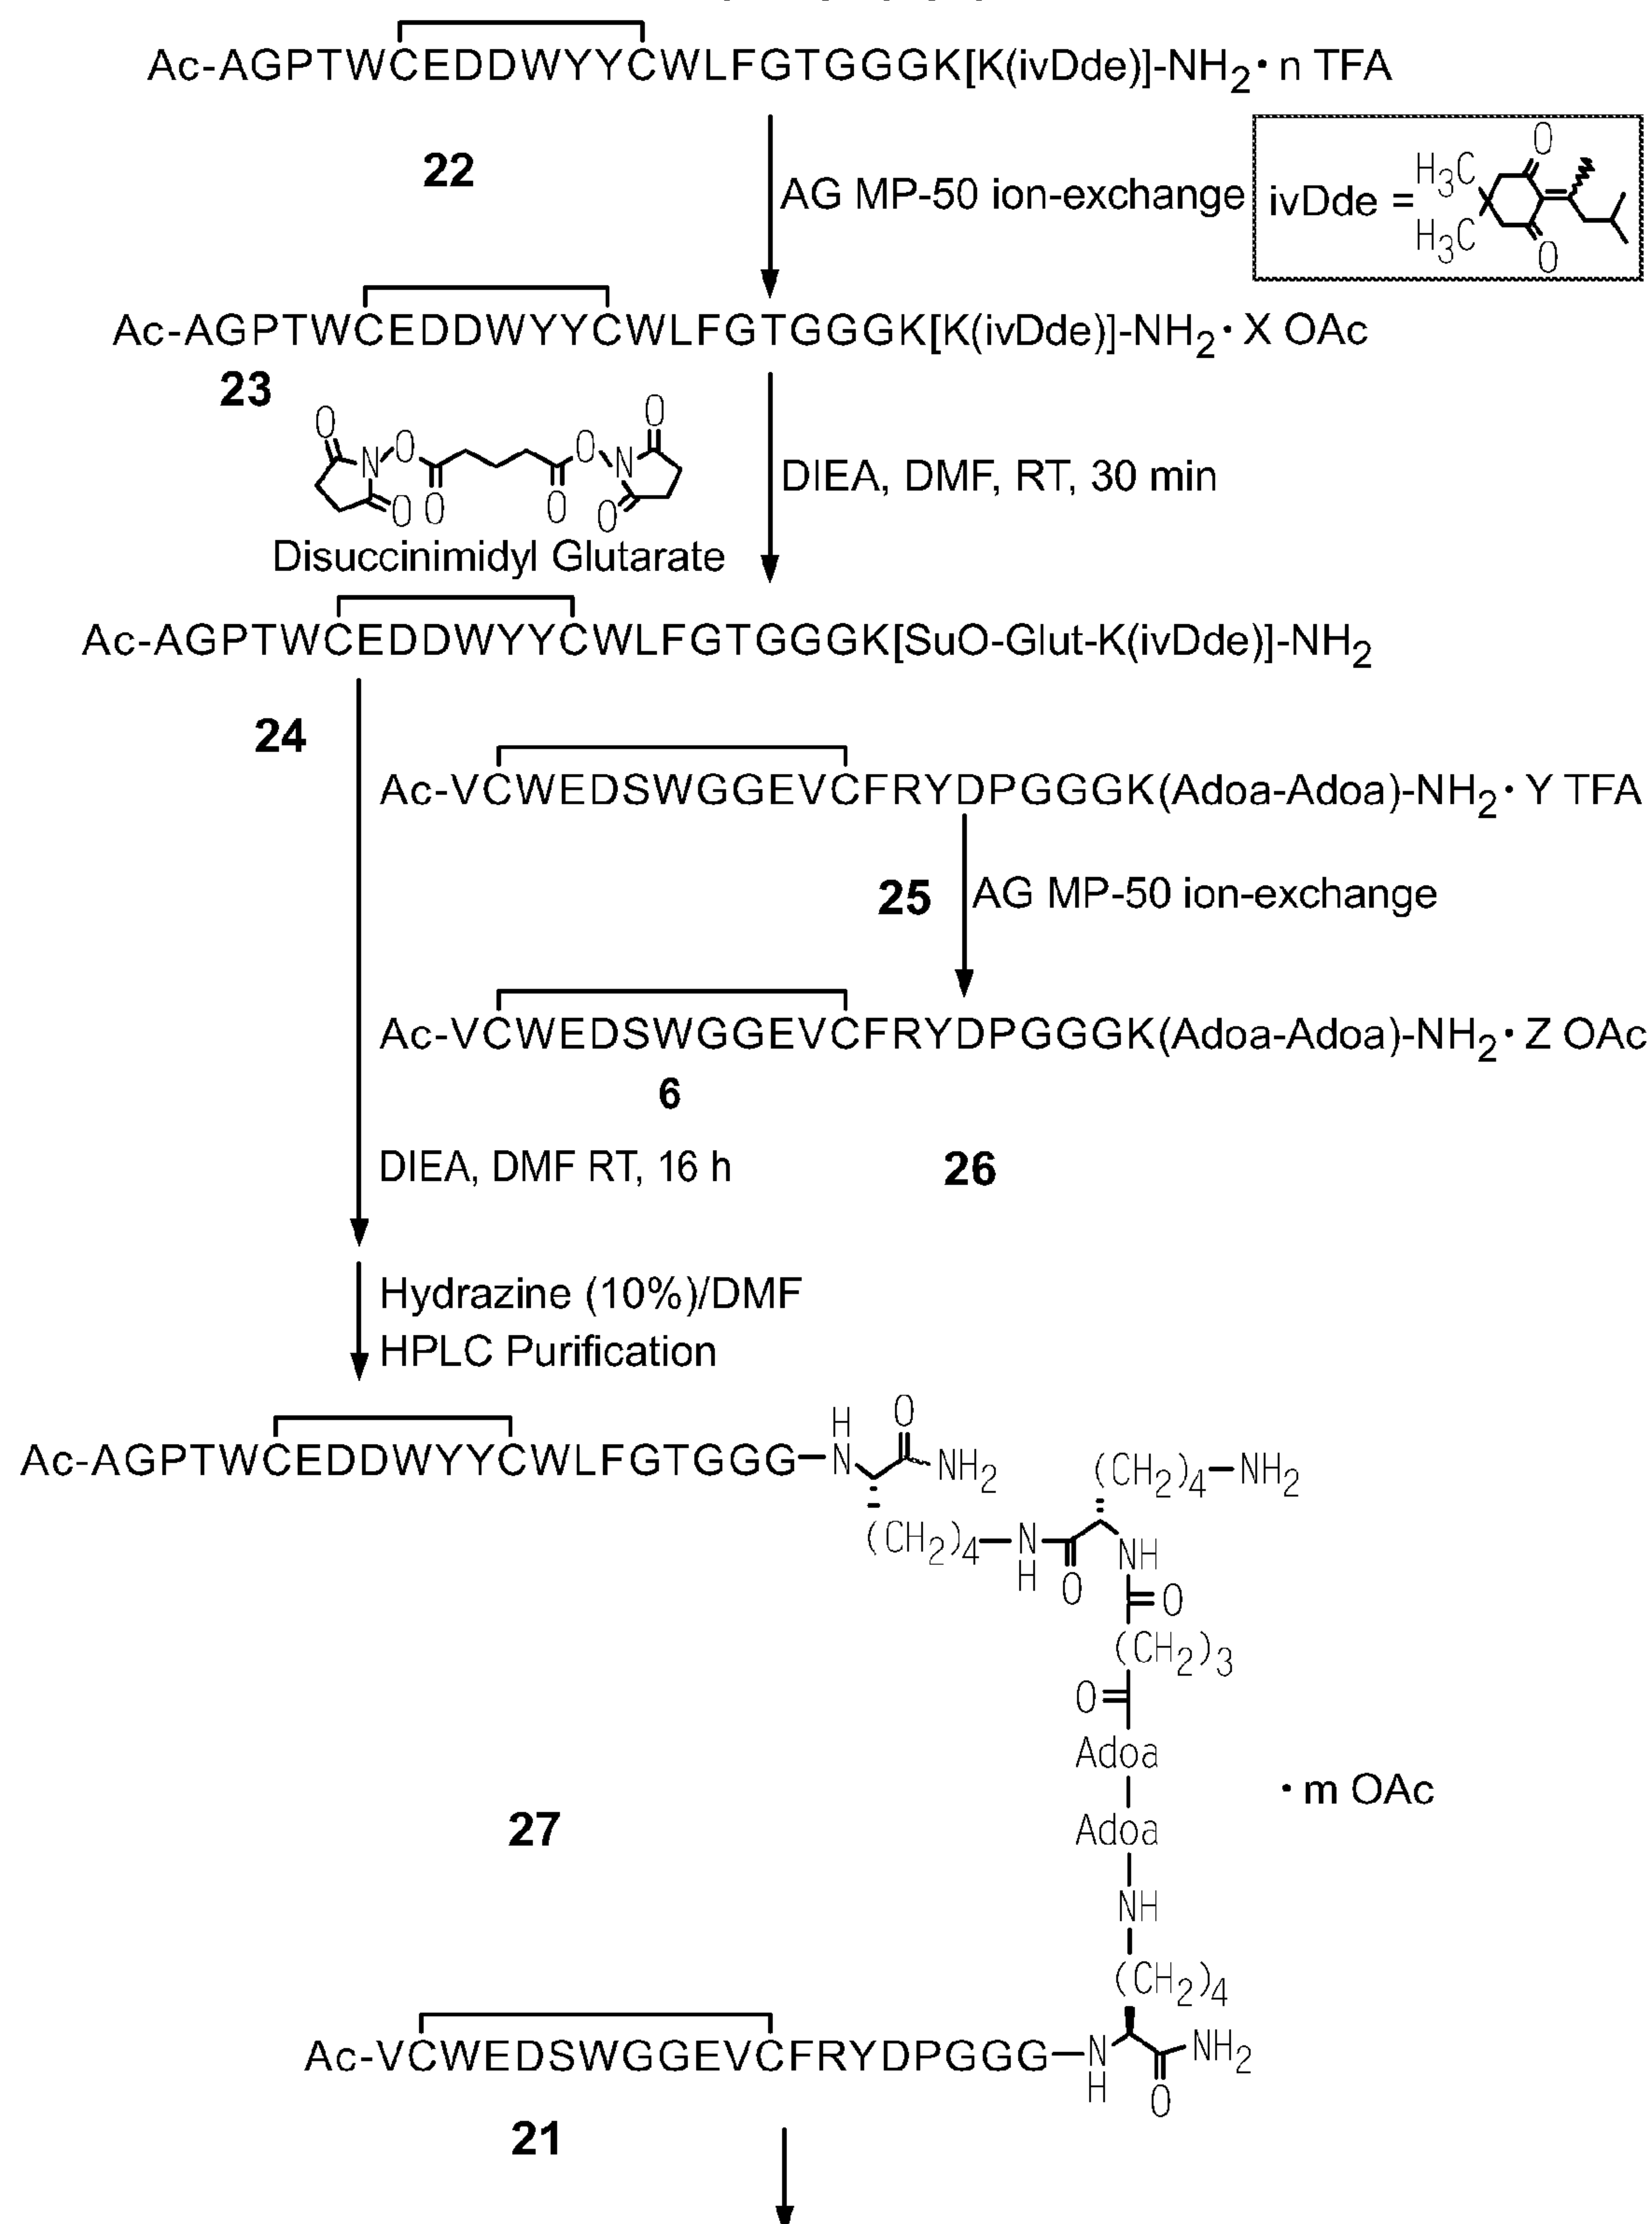 Ac-AGPTWCEDDWYYCWLFGTGGGK[K(ivDde)]-NH2· n TFA
22
AG MP-50 ion-exchange
ivDde =
O
H3C
H3C
O
Ac-AGPTWCEDDWYYCWLFGTGGGK[K(ivDde)]-NH2· X OAc
23
O O O O
N N
O O O O
DIEA, DMF, RT, 30 min
Disuccinimidyl Glutarate
Ac-AGPTWCEDDWYYCWLFGTGGGK[SuO-Glut-K(ivDde)]-NH2
24
Ac-VCWEDSWGGEVCFRYDPGGGK(Adoa-Adoa)-NH2· Y TFA
25
AG MP-50 ion-exchange
Ac-VCWEDSWGGEVCFRYDPGGGK(Adoa-Adoa)-NH2· Z OAc
6
DIEA, DMF RT, 16 h
26
Hydrazine (10%)/DMF
HPLC Purification
H O
Ac-AGPTWCEDDWYYCWLFGTGGG-N NH2
(CH2)4-NH2
(CH2)4-N
H
O
NH
O
(CH2)3
O
Adoa
· m OAc
27
Adoa
NH
(CH2)4
Ac-VCWEDSWGGEVCFRYDPGGG-N NH2
H O
21